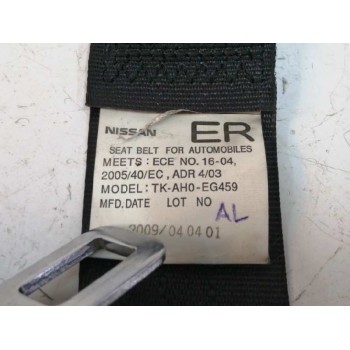 NISSAN ER
SEAT BELT FOR AUTOMOBILES
MEETS : ECE NO. 16-04,
2005/40/EC , ADR 4/03
MODEL: TK-AH0-EG459
MFD. DATE LOT NO
AL
2009/04 04 01